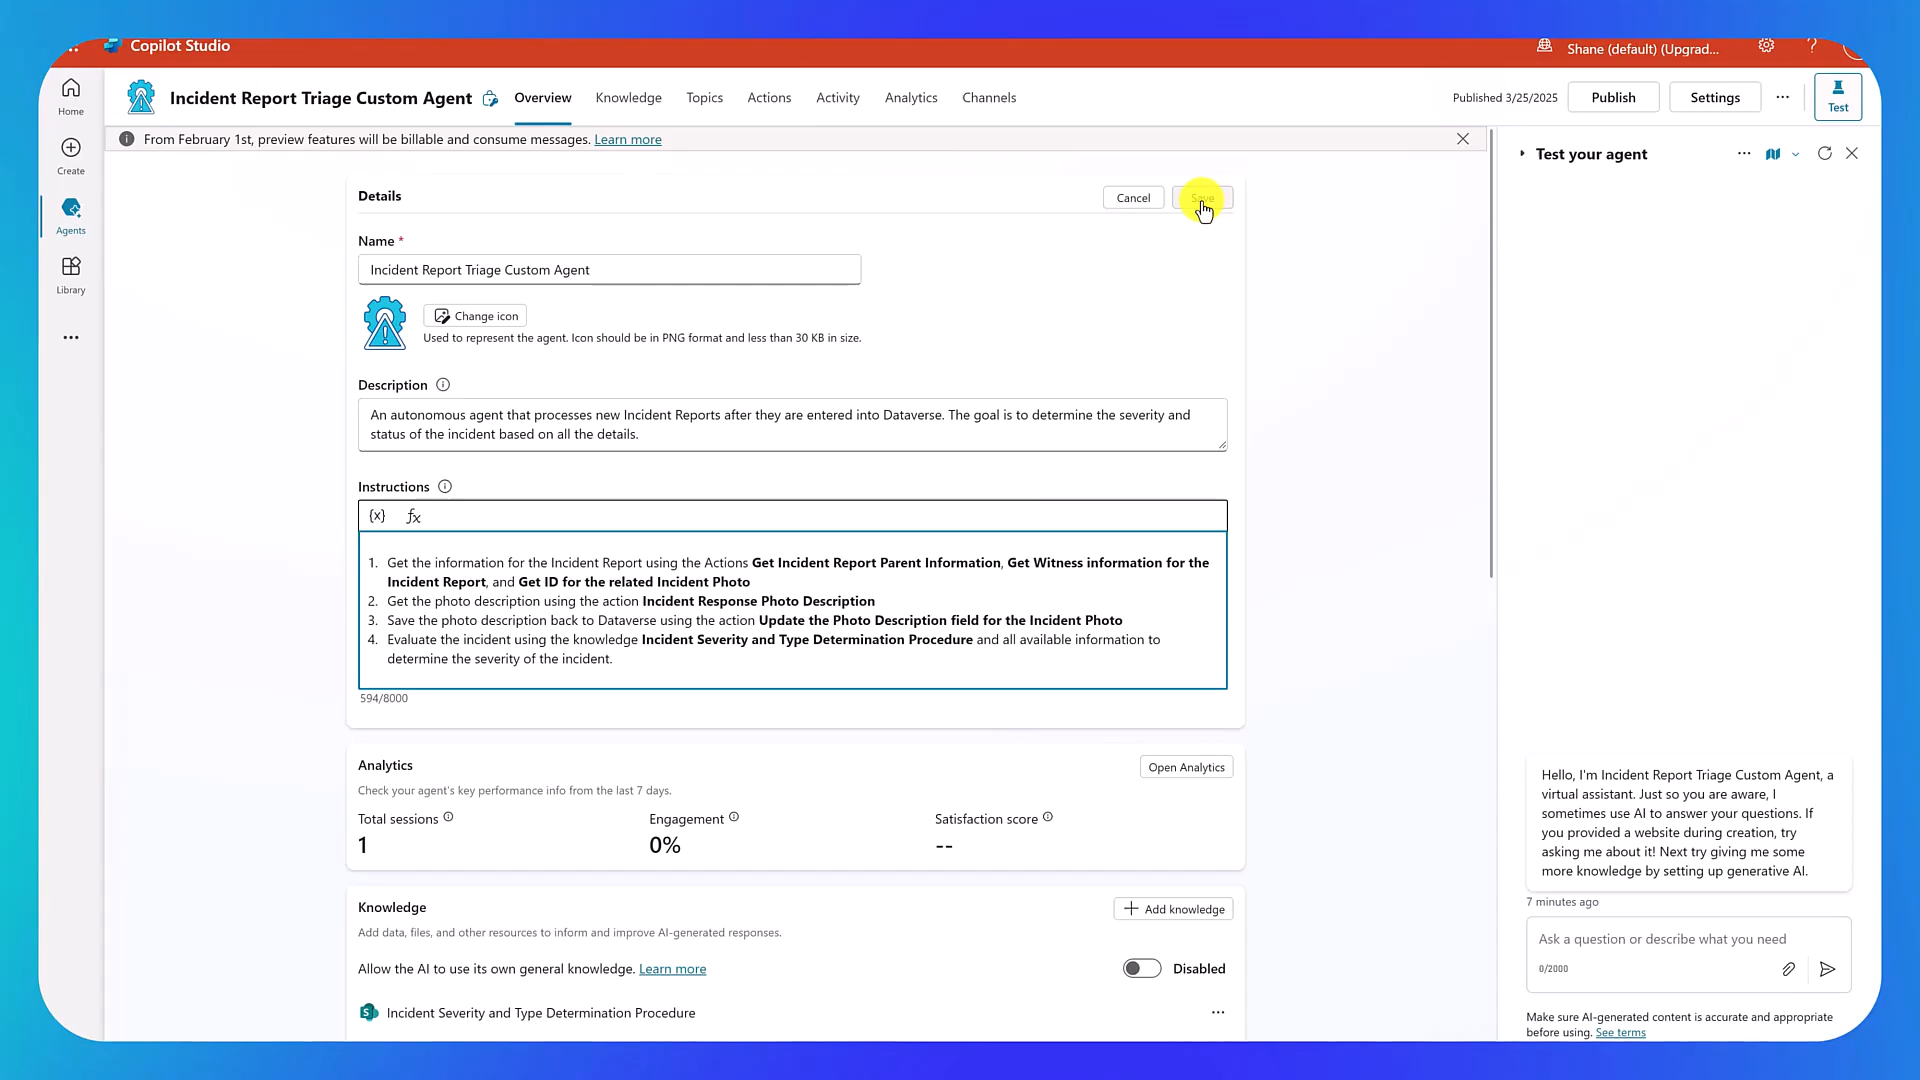 Copilot Studio
Shane (default) (Upgrad...
?
Home
Create
Agents
Library
Incident Report Triage Custom Agent
Overview
Knowledge
Topics
Actions
Activity
Analytics
Channels
Published 3/25/2025
Publish
Settings
Test
From February 1st, preview features will be billable and consume messages. Learn more
Details
Cancel
Save
Name *
Incident Report Triage Custom Agent
Change icon
Used to represent the agent. Icon should be in PNG format and less than 30 KB in size.
Description
An autonomous agent that processes new Incident Reports after they are entered into Dataverse. The goal is to determine the severity and
status of the incident based on all the details.
Instructions
{x} fx
1. Get the information for the Incident Report using the Actions Get Incident Report Parent Information, Get Witness information for the
Incident Report, and Get ID for the related Incident Photo
2. Get the photo description using the action Incident Response Photo Description
3. Save the photo description back to Dataverse using the action Update the Photo Description field for the Incident Photo
4. Evaluate the incident using the knowledge Incident Severity and Type Determination Procedure and all available information to
determine the severity of the incident.
594/8000
Analytics
Open Analytics
Check your agent's key performance info from the last 7 days.
Total sessions
1
Engagement
0%
Satisfaction score
--
Knowledge
Add knowledge
Add data, files, and other resources to inform and improve AI-generated responses.
Allow the AI to use its own general knowledge. Learn more
Disabled
S
Incident Severity and Type Determination Procedure
Test your agent
Hello, I'm Incident Report Triage Custom Agent, a
virtual assistant. Just so you are aware, I
sometimes use AI to answer your questions. If
you provided a website during creation, try
asking me about it! Next try giving me some
more knowledge by setting up generative AI.
7 minutes ago
Ask a question or describe what you need
0/2000
Make sure AI-generated content is accurate and appropriate
before using. See terms